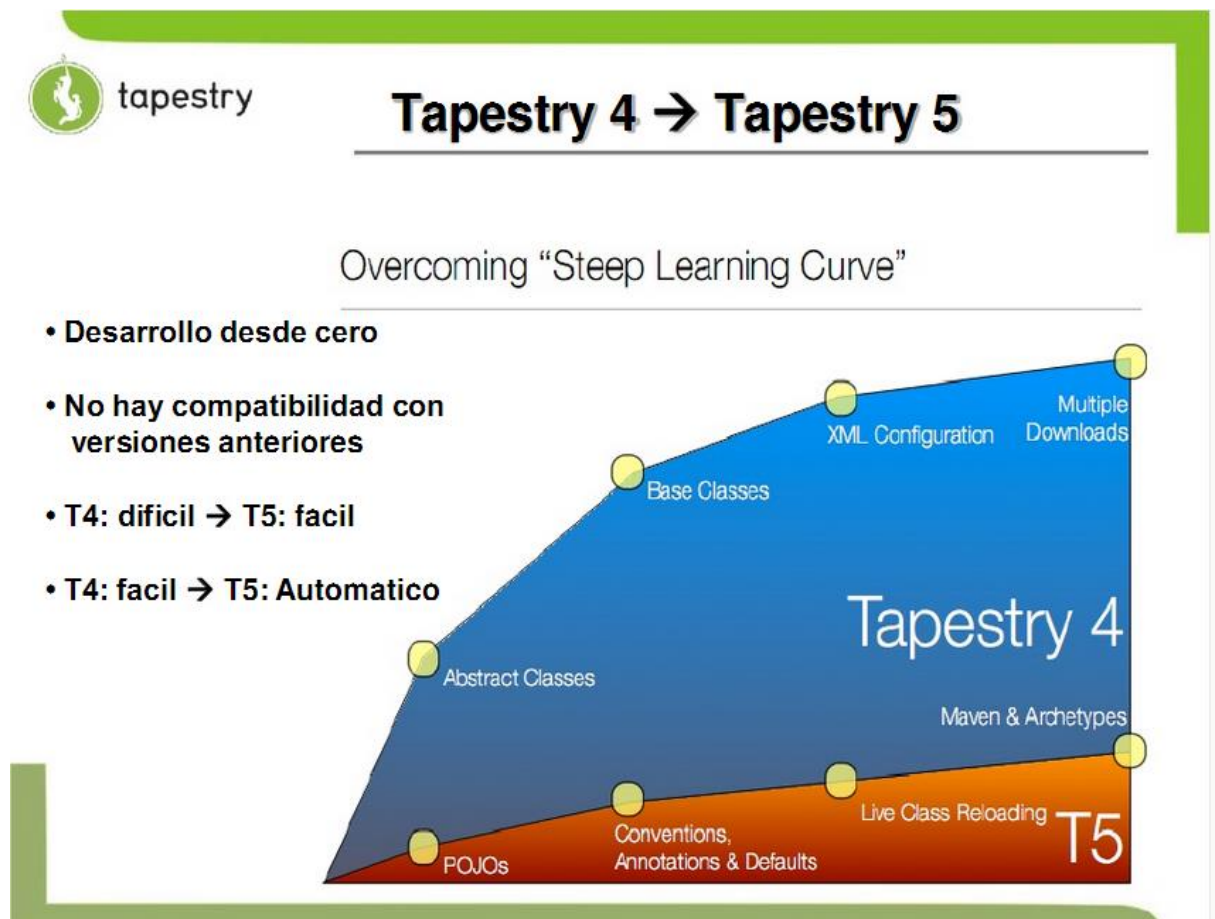 tapestry
Tapestry 4 → Tapestry 5
Overcoming “Steep Learning Curve”
• Desarrollo desde cero
• No hay compatibilidad con
versiones anteriores
• T4: dificil → T5: facil
• T4: facil → T5: Automatico
Multiple
Downloads
XML Configuration
Base Classes
Abstract Classes
Tapestry 4
Maven & Archetypes
Live Class Reloading
T5
Conventions,
Annotations & Defaults
POJOs